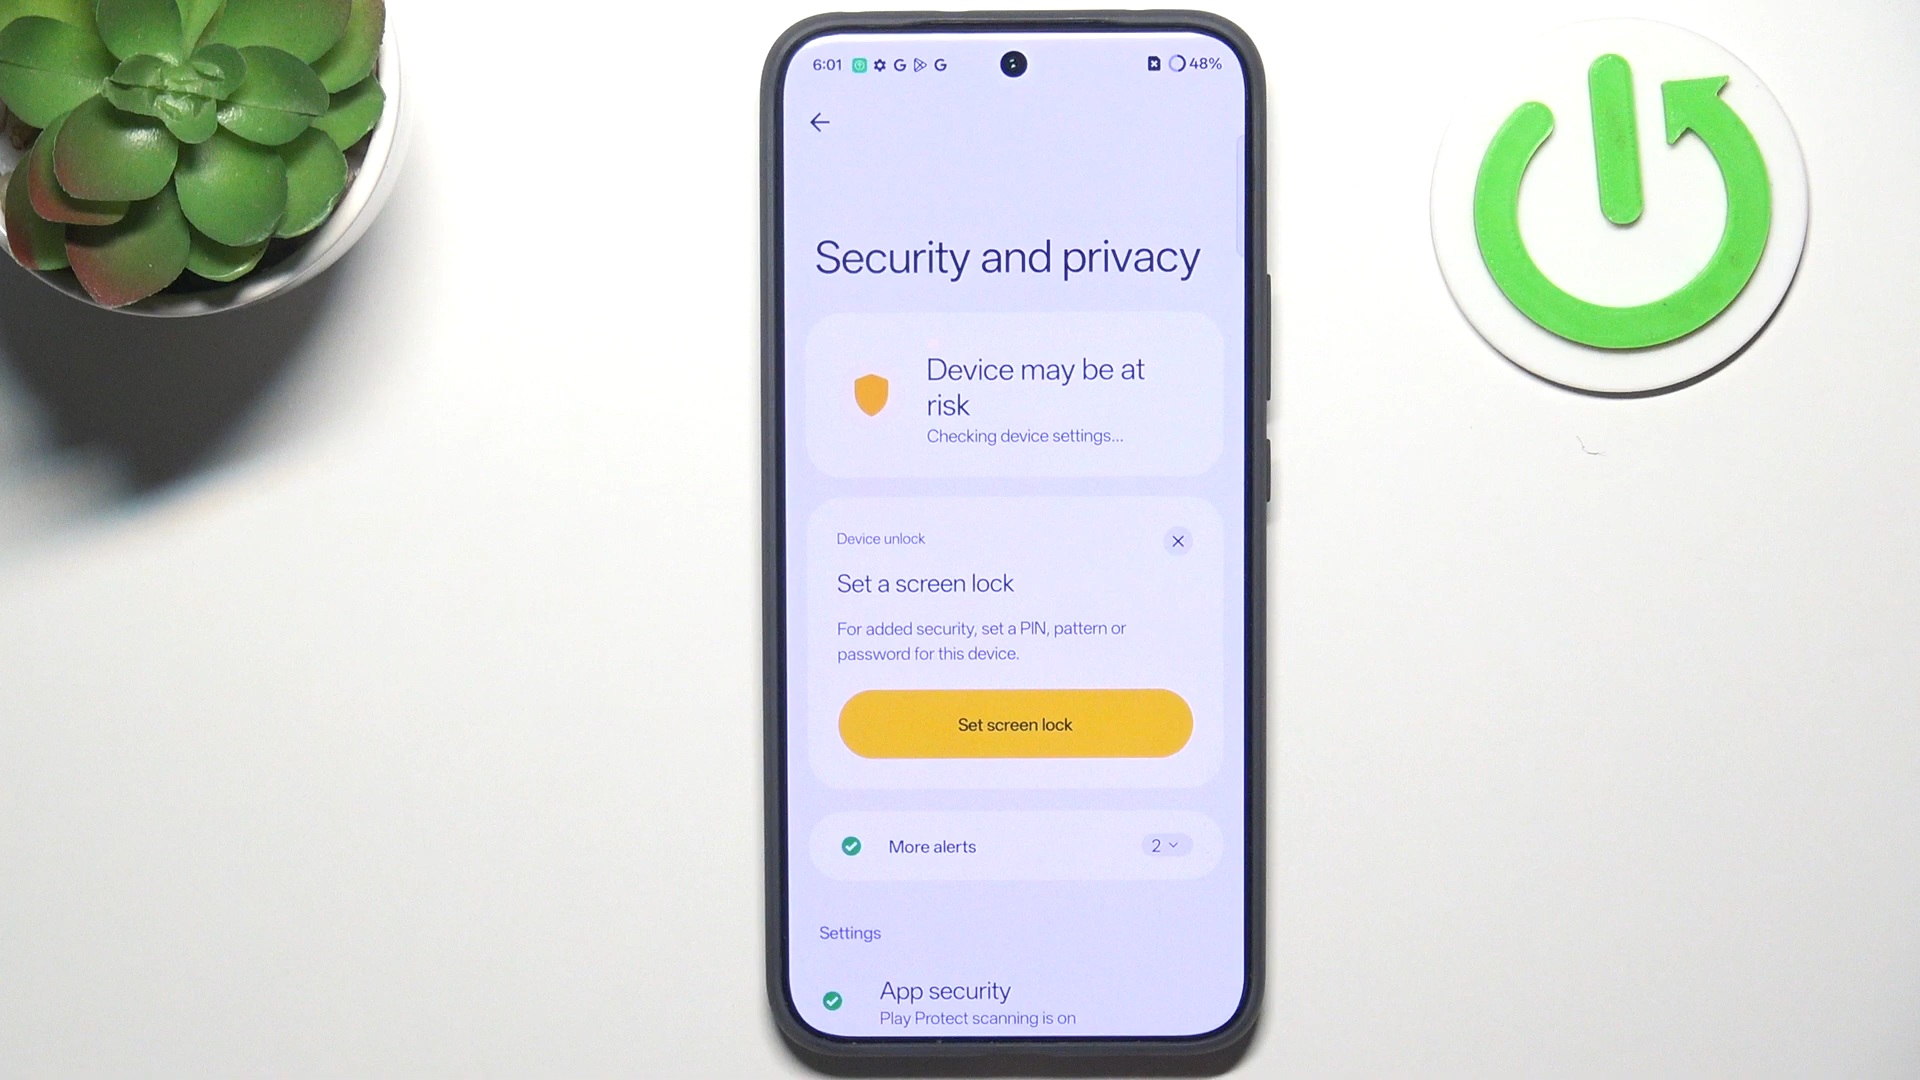 6:01 48%
Security and privacy
Device may be at
risk
Checking device settings...
Device unlock
Set a screen lock
For added security, set a PIN, pattern or
password for this device.
Set screen lock
More alerts 2
Settings
App security
Play Protect scanning is on